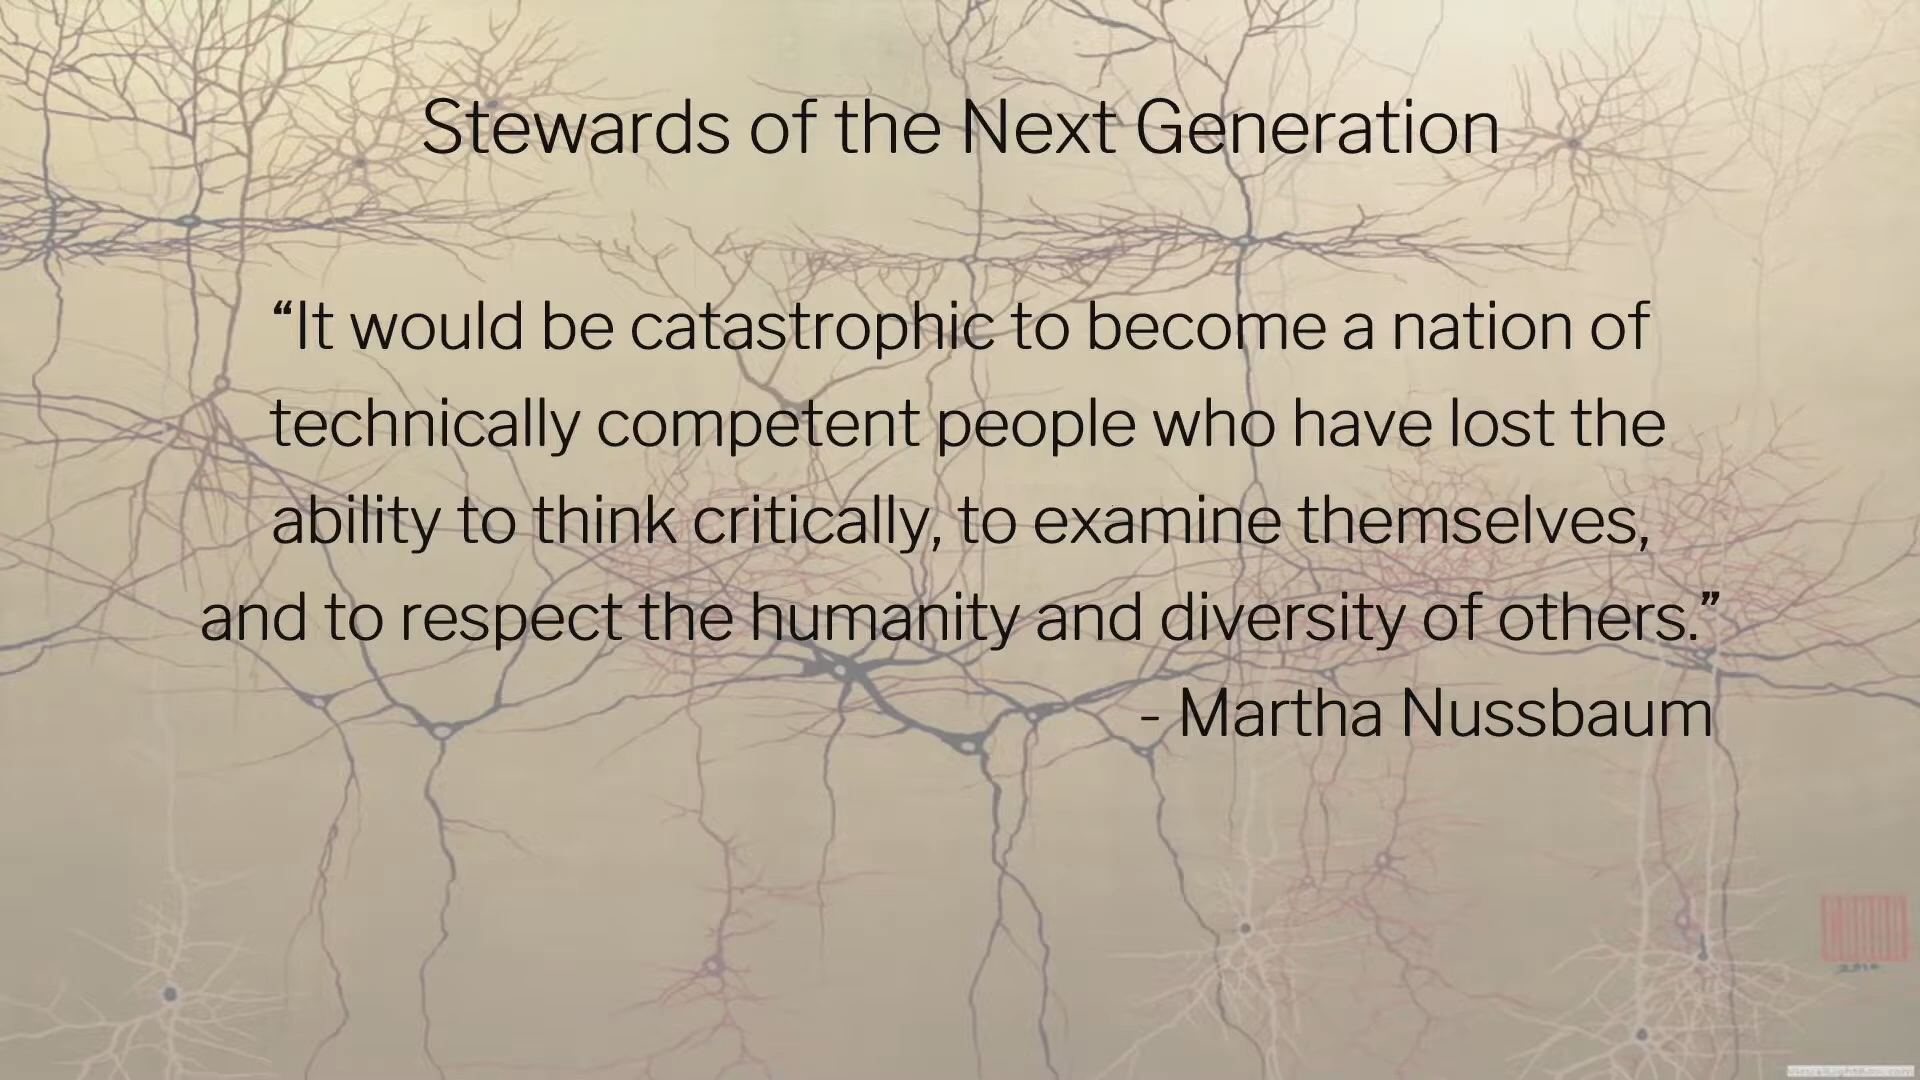 Stewards of the Next Generation
“It would be catastrophic to become a nation of
technically competent people who have lost the
ability to think critically, to examine themselves,
and to respect the humanity and diversity of others.”
- Martha Nussbaum